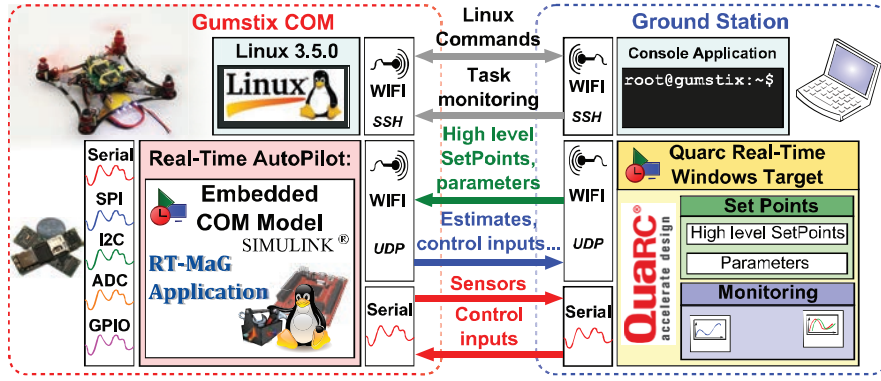 Gumstix COM
Linux 3.5.0
Linux
WIFI
SSH
Linux
Commands
Task
monitoring
High level
SetPoints,
parameters
Estimates,
control inputs...
Sensors
Control
inputs
Serial
SPI
I2C
ADC
GPIO
Real-Time AutoPilot:
Embedded
COM Model
SIMULINK ®
RT-MaG
Application
WIFI
UDP
Serial
Ground Station
WIFI
SSH
Console Application
root@gumstix:~$
WIFI
UDP
Serial
Quarc Real-Time
Windows Target
QUARC®
accelerate design
Set Points
High level SetPoints
Parameters
Monitoring